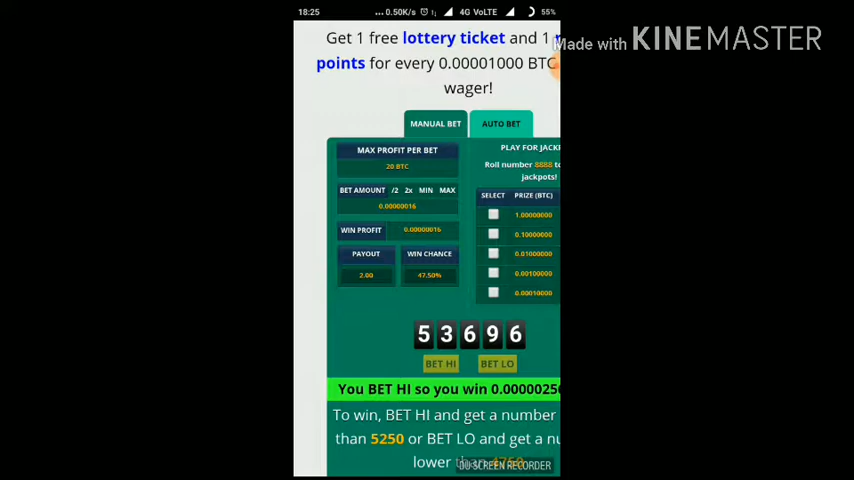 18:25 ... 0.50K/s 4G VoLTE 55%
Made with KINEMASTER
Get 1 free lottery ticket and 1
points for every 0.00001000 BTC
wager!
MANUAL BET AUTO BET
MAX PROFIT PER BET
20 BTC
BET AMOUNT /2 2x MIN MAX
0.00000016
WIN PROFIT 0.00000016
PAYOUT WIN CHANCE
2.00 47.50%
PLAY FOR
Roll number 8888
jackpots!
SELECT PRIZE (BTC)
1.00000000
0.10000000
0.01000000
0.00100000
0.00010000
5 3 6 9 6
BET HI BET LO
You BET HI so you win 0.0000025
To win, BET HI and get a number
than 5250 or BET LO and get a
lower than 4750
DU SCREEN RECORDER